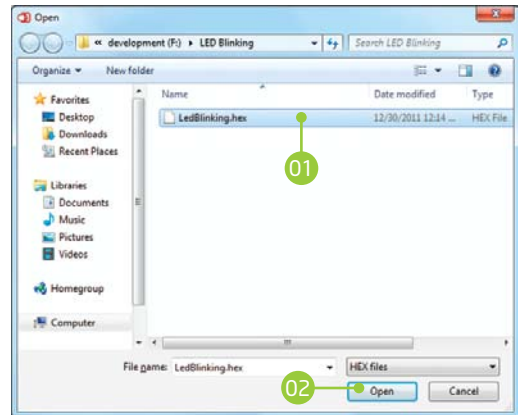 Open
« development (F:) ▸ LED Blinking
Search LED Blinking
Organize
New folder
Favorites
Desktop
Downloads
Recent Places
Libraries
Documents
Music
Pictures
Videos
Homegroup
Computer
Name
Date modified
Type
LedBlinking.hex
12/30/2011 12:14 ...
HEX File
01
File name:
LedBlinking.hex
HEX files
02
Open
Cancel